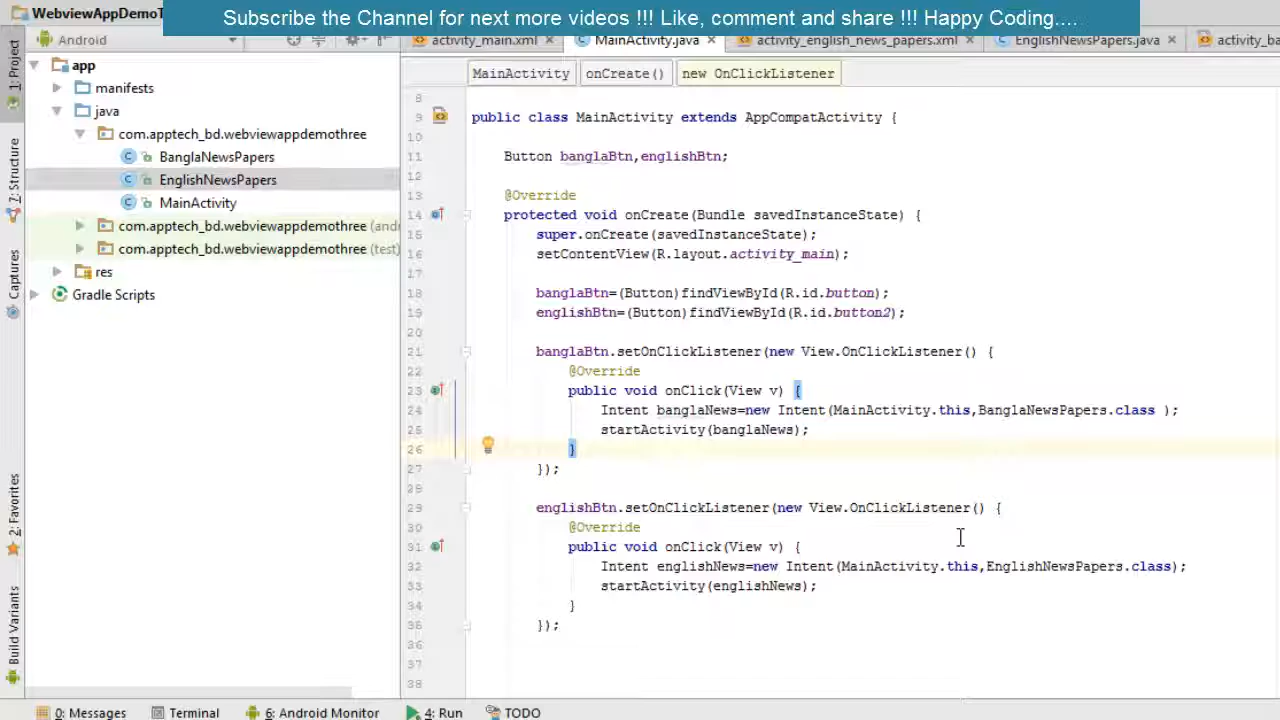 WebviewAppDemoT
Subscribe the Channel for next more videos !!! Like, comment and share !!! Happy Coding....
Android
activity_main.xml
MainActivity.java
activity_english_news_papers.xml
EnglishNewsPapers.java
activity_ba
1: Project
7: Structure
Captures
2: Favorites
Build Variants
app
manifests
java
com.apptech_bd.webviewappdemothree
BanglaNewsPapers
EnglishNewsPapers
MainActivity
com.apptech_bd.webviewappdemothree (and
com.apptech_bd.webviewappdemothree (test)
res
Gradle Scripts
MainActivity onCreate() new OnClickListener
8
9 public class MainActivity extends AppCompatActivity {
10
11 Button banglaBtn,englishBtn;
12
13 @Override
14 protected void onCreate(Bundle savedInstanceState) {
15 super.onCreate(savedInstanceState);
16 setContentView(R.layout.activity_main);
17
18 banglaBtn=(Button)findViewById(R.id.button);
19 englishBtn=(Button)findViewById(R.id.button2);
20
21 banglaBtn.setOnClickListener(new View.OnClickListener() {
22 @Override
23 public void onClick(View v) {
24 Intent banglaNews=new Intent(MainActivity.this,BanglaNewsPapers.class );
25 startActivity(banglaNews);
26 }
27 });
28
29 englishBtn.setOnClickListener(new View.OnClickListener() {
30 @Override
31 public void onClick(View v) {
32 Intent englishNews=new Intent(MainActivity.this,EnglishNewsPapers.class);
33 startActivity(englishNews);
34 }
35 });
36
37
38
0: Messages Terminal 6: Android Monitor 4: Run TODO